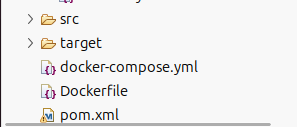 src
target
docker-compose.yml
Dockerfile
pom.xml